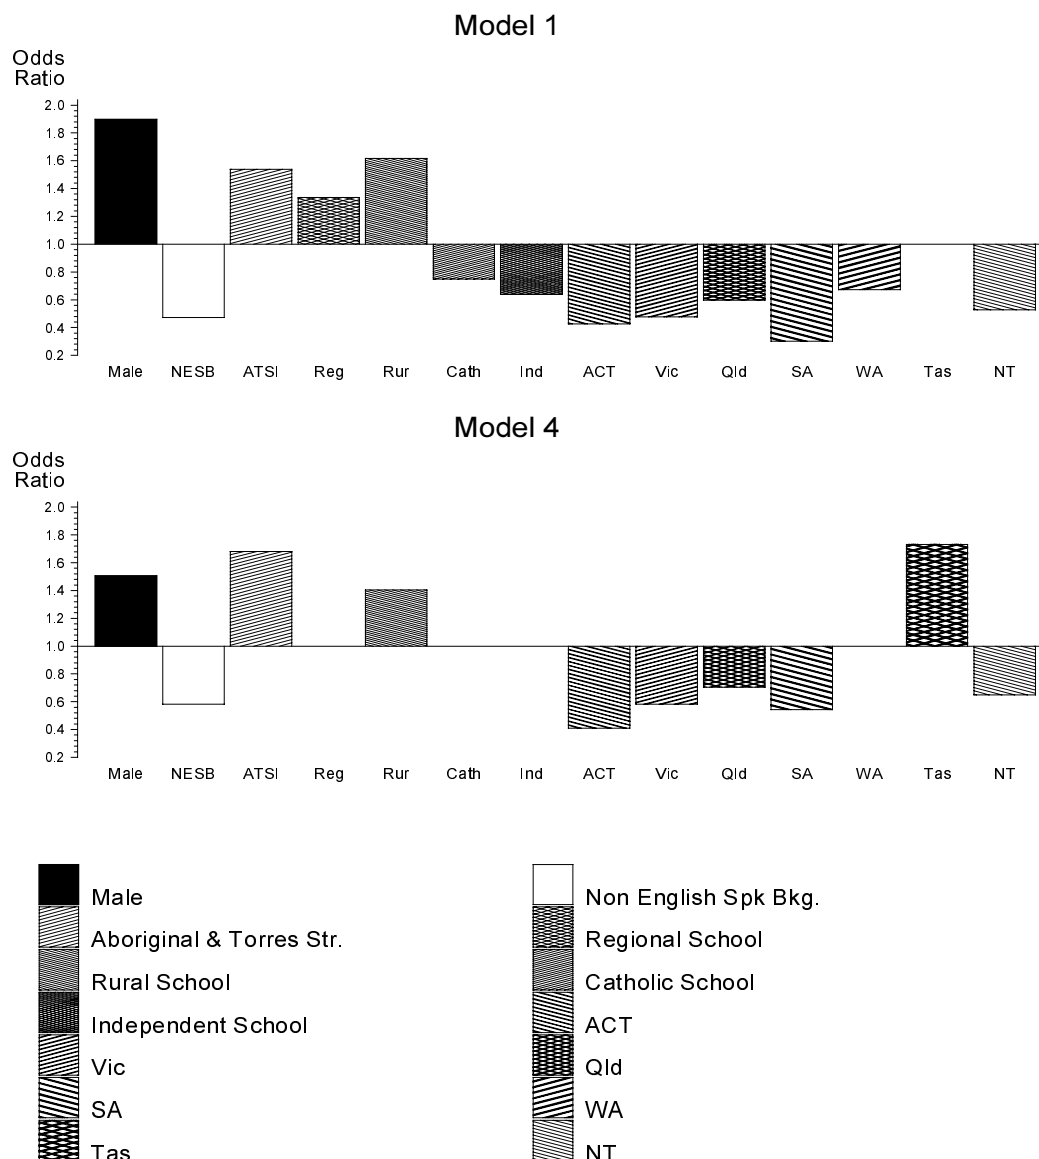 Model 1
Odds
Ratio
2.0
1.8
1.6
1.4
1.2
1.0
0.8
0.6
0.4
0.2
Male NESB ATSI Reg Rur Cath Ind ACT Vic Qld SA WA Tas NT
Model 4
Odds
Ratio
2.0
1.8
1.6
1.4
1.2
1.0
0.8
0.6
0.4
0.2
Male NESB ATSI Reg Rur Cath Ind ACT Vic Qld SA WA Tas NT
Male Non English Spk Bkg.
Aboriginal & Torres Str. Regional School
Rural School Catholic School
Independent School ACT
Vic Qld
SA WA
Tas NT